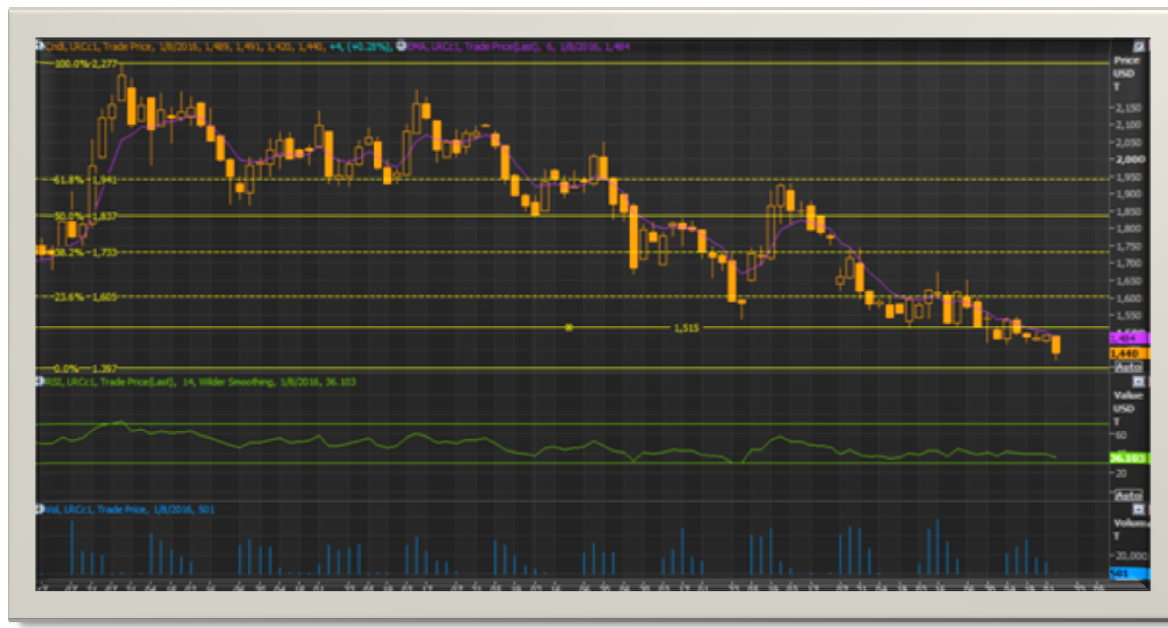 Cndl, LRCc1, Trade Price, 1/8/2016, 1,489, 1,491, 1,420, 1,440, +4, (+0.28%), EMA, LRCc1, Trade Price(Last), 6, 1/8/2016, 1,484
Price
USD
T
100.0% 2,277
2,150
2,100
2,050
2,000
61.8% 1,941
1,950
1,900
50.0% 1,837
1,850
1,800
38.2% 1,733
1,750
1,700
1,650
23.6% 1,605
1,600
1,550
1,515
1,484
1,440
0.0% 1,397
Auto
RSI, LRCc1, Trade Price(Last), 14, Wilder Smoothing, 1/8/2016, 36.103
Value
USD
T
60
36.103
20
Auto
Vol, LRCc1, Trade Price, 1/8/2016, 501
Volume
T
20,000
501